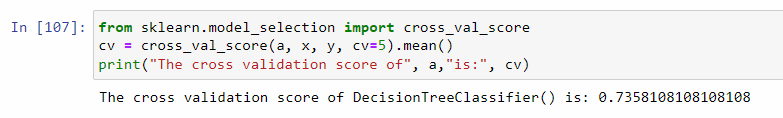 In [107]: from sklearn.model_selection import cross_val_score
cv = cross_val_score(a, x, y, cv=5).mean()
print("The cross validation score of", a,"is:", cv)
The cross validation score of DecisionTreeClassifier() is: 0.7358108108108108